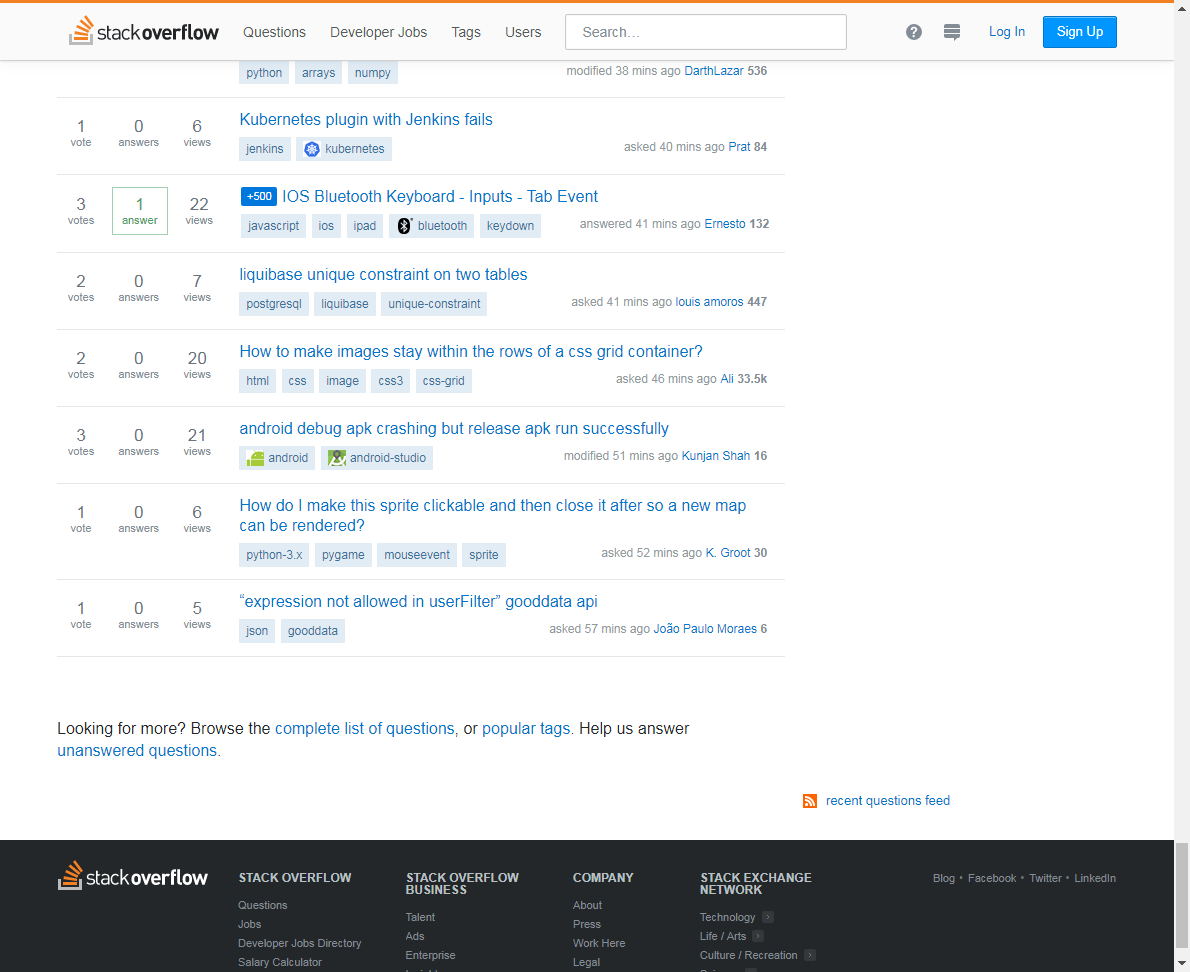 stackoverflow Questions Developer Jobs Tags Users Search... ? Log In Sign Up
python arrays numpy modified 38 mins ago DarthLazar 536
Kubernetes plugin with Jenkins fails
1 0 6
vote answers views
jenkins kubernetes asked 40 mins ago Prat 84
+500 IOS Bluetooth Keyboard - Inputs - Tab Event
3 1 22
votes answer views
javascript ios ipad bluetooth keydown answered 41 mins ago Ernesto 132
liquibase unique constraint on two tables
2 0 7
votes answers views
postgresql liquibase unique-constraint asked 41 mins ago louis amoros 447
How to make images stay within the rows of a css grid container?
2 0 20
votes answers views
html css image css3 css-grid asked 46 mins ago Ali 33.5k
android debug apk crashing but release apk run successfully
3 0 21
votes answers views
android android-studio modified 51 mins ago Kunjan Shah 16
How do I make this sprite clickable and then close it after so a new map
can be rendered?
1 0 6
vote answers views
python-3.x pygame mouseevent sprite asked 52 mins ago K. Groot 30
“expression not allowed in userFilter” gooddata api
1 0 5
vote answers views
json gooddata asked 57 mins ago João Paulo Moraes 6
Looking for more? Browse the complete list of questions, or popular tags. Help us answer
unanswered questions.
recent questions feed
stackoverflow
STACK OVERFLOW
Questions
Jobs
Developer Jobs Directory
Salary Calculator
STACK OVERFLOW
BUSINESS
Talent
Ads
Enterprise
COMPANY
About
Press
Work Here
Legal
STACK EXCHANGE
NETWORK
Technology
Life / Arts
Culture / Recreation
Blog • Facebook • Twitter • LinkedIn